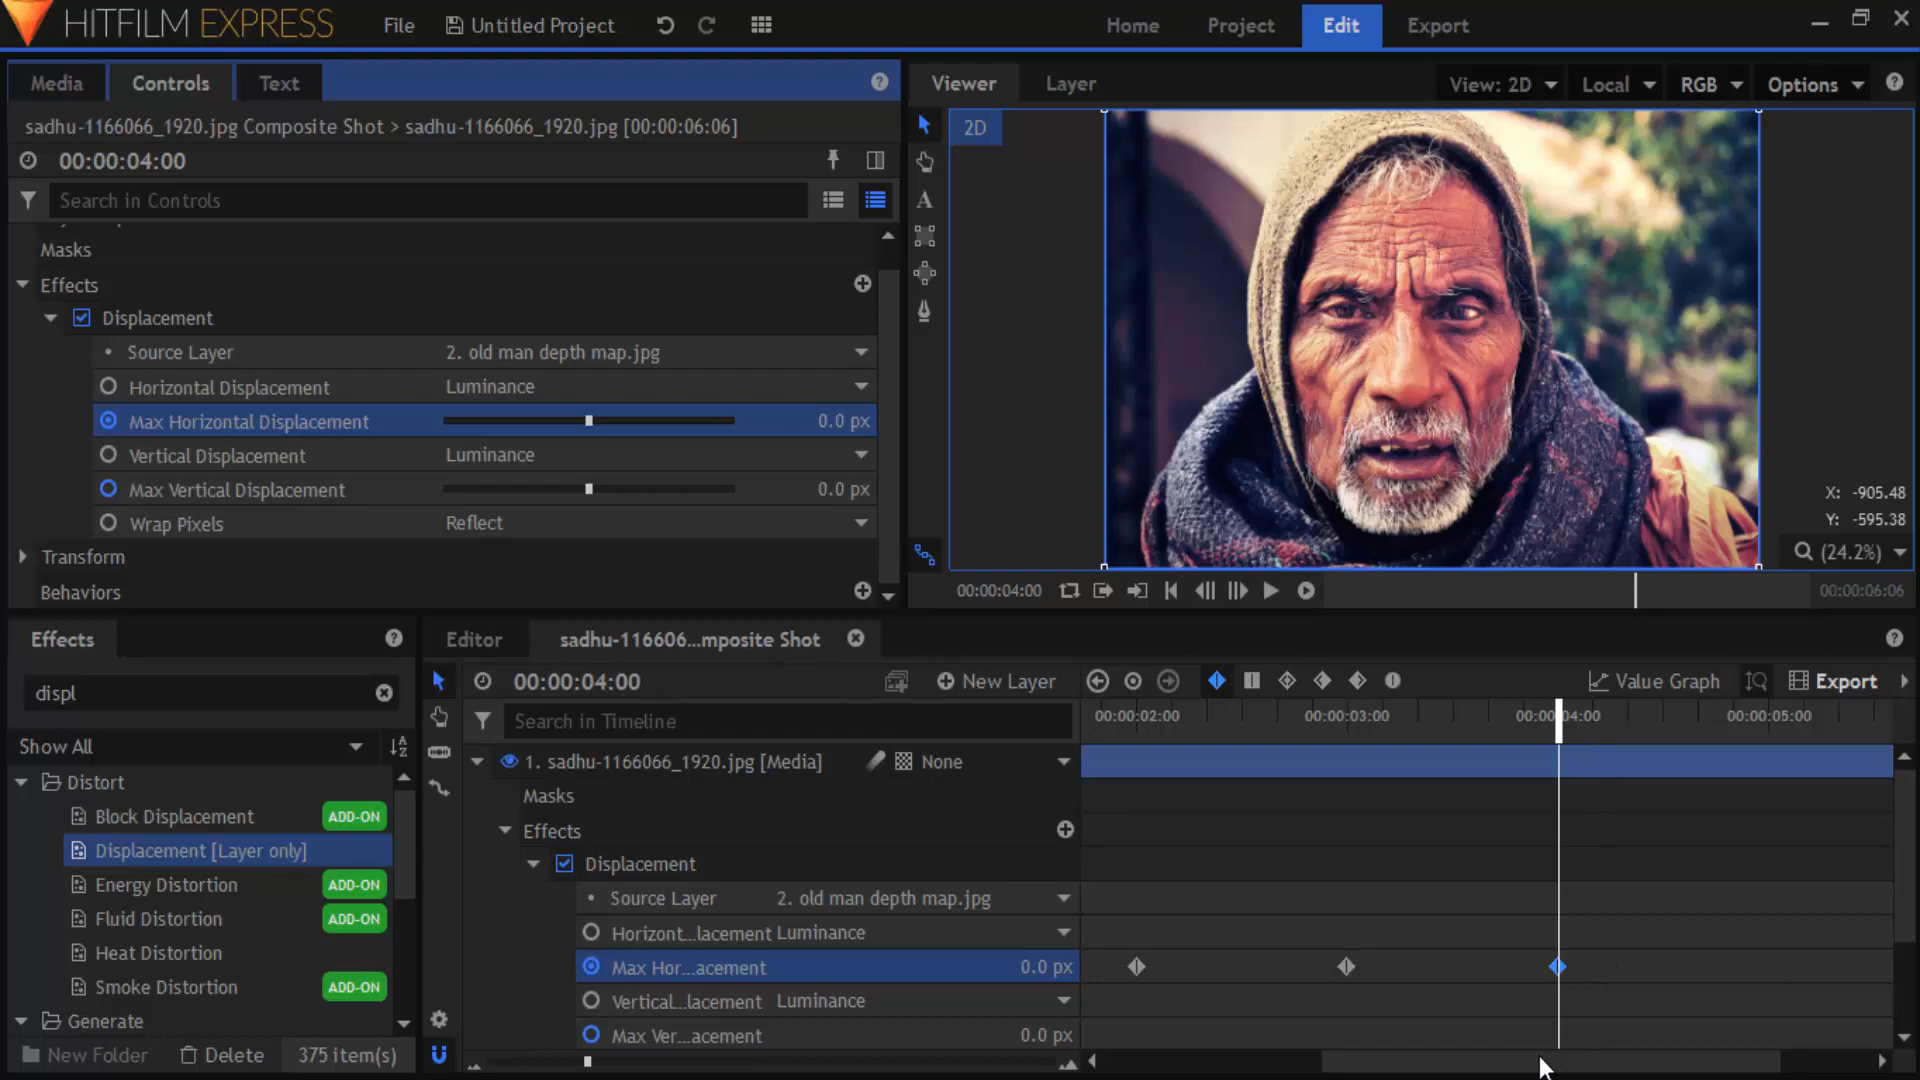 HITFILM EXPRESS
File
Untitled Project
Home
Project
Edit
Export
Media
Controls
Text
sadhu-1166066_1920.jpg Composite Shot > sadhu-1166066_1920.jpg [00:00:06:06]
00:00:04:00
Search in Controls
Masks
Effects
Displacement
Source Layer 2. old man depth map.jpg
Horizontal Displacement Luminance
Max Horizontal Displacement 0.0 px
Vertical Displacement Luminance
Max Vertical Displacement 0.0 px
Wrap Pixels Reflect
Transform
Behaviors
Viewer
Layer
View: 2D
Local
RGB
Options
2D
A
X: -905.48
Y: -595.38
(24.2%)
00:00:04:00
00:00:06:06
Effects
displ
Show All
Distort
Block Displacement ADD-ON
Displacement [Layer only]
Energy Distortion ADD-ON
Fluid Distortion ADD-ON
Heat Distortion
Smoke Distortion ADD-ON
Generate
New Folder
Delete
375 item(s)
Editor
sadhu-116606...mposite Shot
00:00:04:00
New Layer
Value Graph
Export
Search in Timeline
00:00:02:00
00:00:03:00
00:00:04:00
00:00:05:00
1. sadhu-1166066_1920.jpg [Media]
None
Masks
Effects
Displacement
Source Layer 2. old man depth map.jpg
Horizont...lacement Luminance
Max Hor...acement 0.0 px
Vertical...lacement Luminance
Max Ver...acement 0.0 px